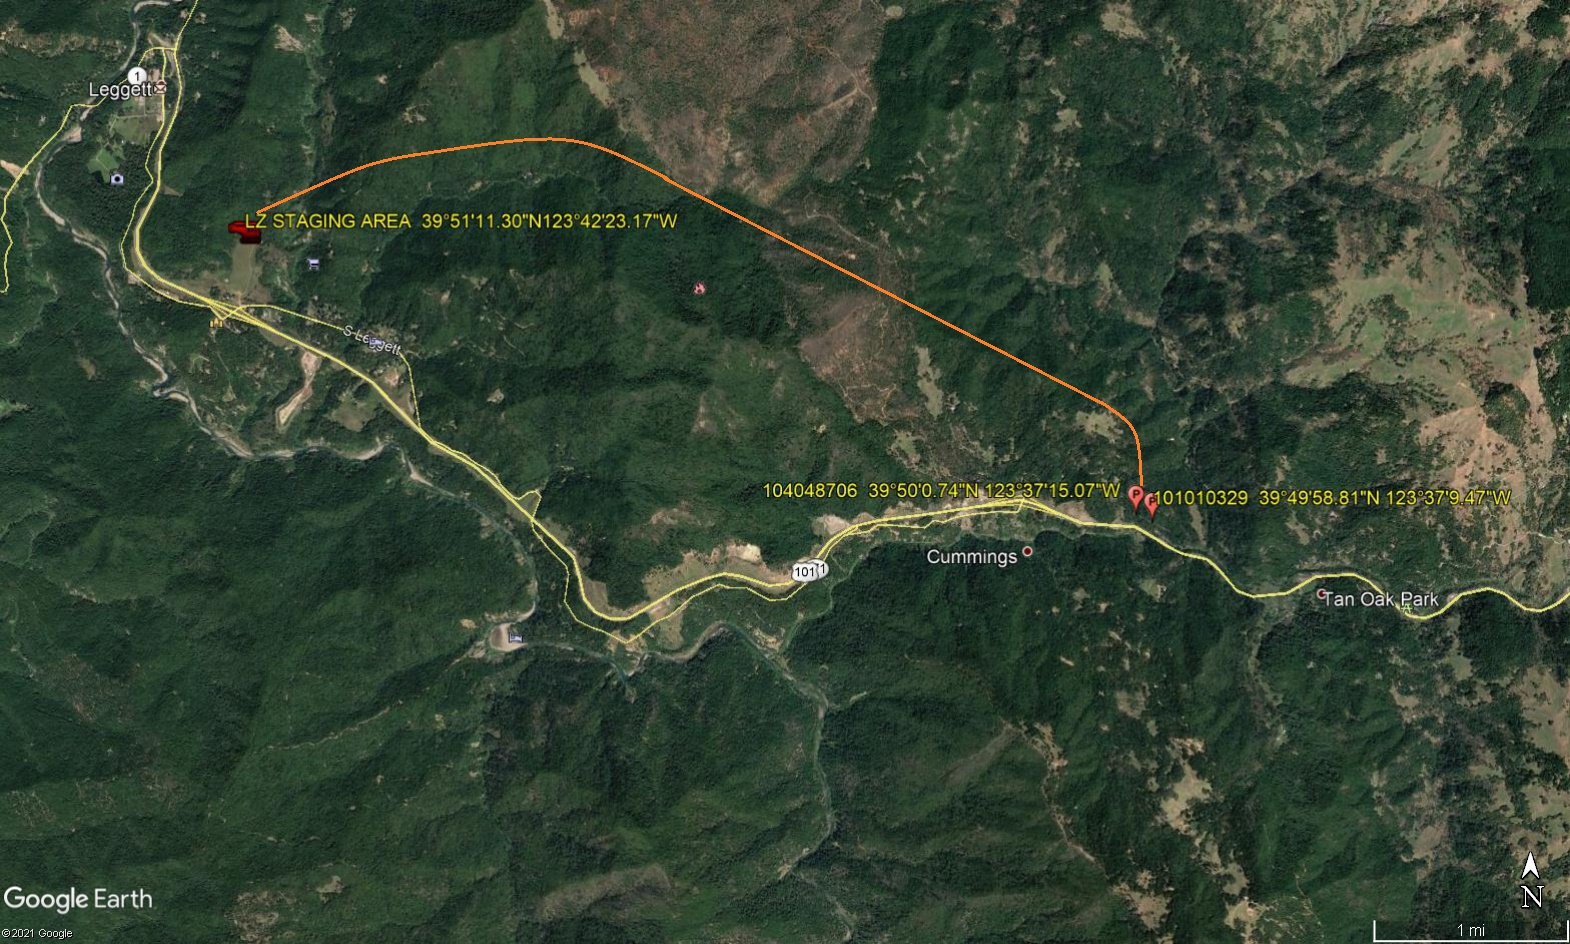 1
Leggett
LZ STAGING AREA  39°51'11.30"N123°42'23.17"W
S Leggett
104048706  39°50'0.74"N 123°37'15.07"W
P
101010329  39°49'58.81"N 123°37'9.47"W
Cummings
101
1
Tan Oak Park
Google Earth
N
©2021 Google
1 mi